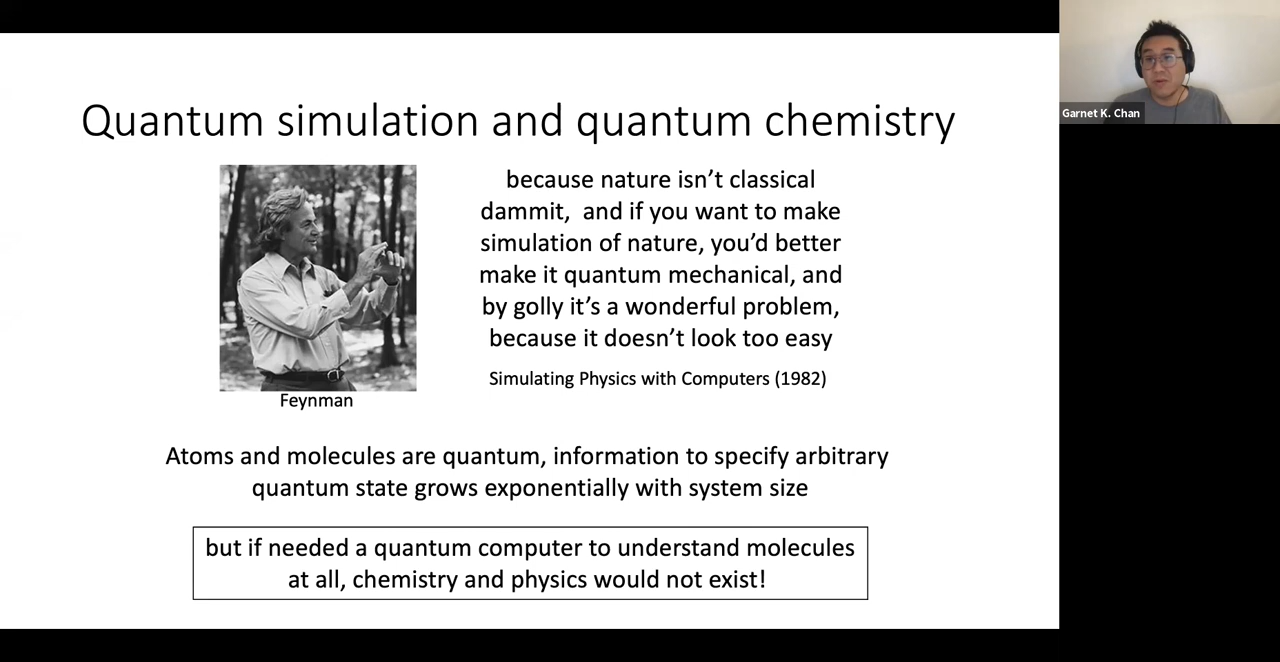 Quantum simulation and quantum chemistry
because nature isn't classical
dammit, and if you want to make
simulation of nature, you'd better
make it quantum mechanical, and
by golly it's a wonderful problem,
because it doesn't look too easy
Simulating Physics with Computers (1982)
Feynman
Atoms and molecules are quantum, information to specify arbitrary
quantum state grows exponentially with system size
but if needed a quantum computer to understand molecules
at all, chemistry and physics would not exist!
Garnet K. Chan